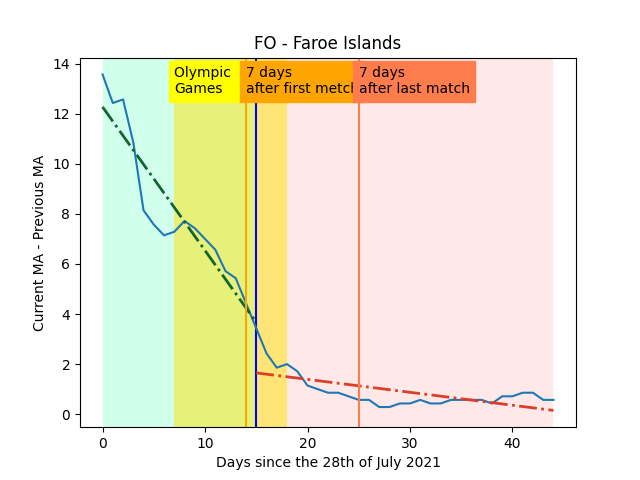 FO - Faroe Islands
Olympic
Games
7 days
after first metch
7 days
after last match
Current MA - Previous MA
14
12
10
8
6
4
2
0
0 10 20 30 40
Days since the 28th of July 2021